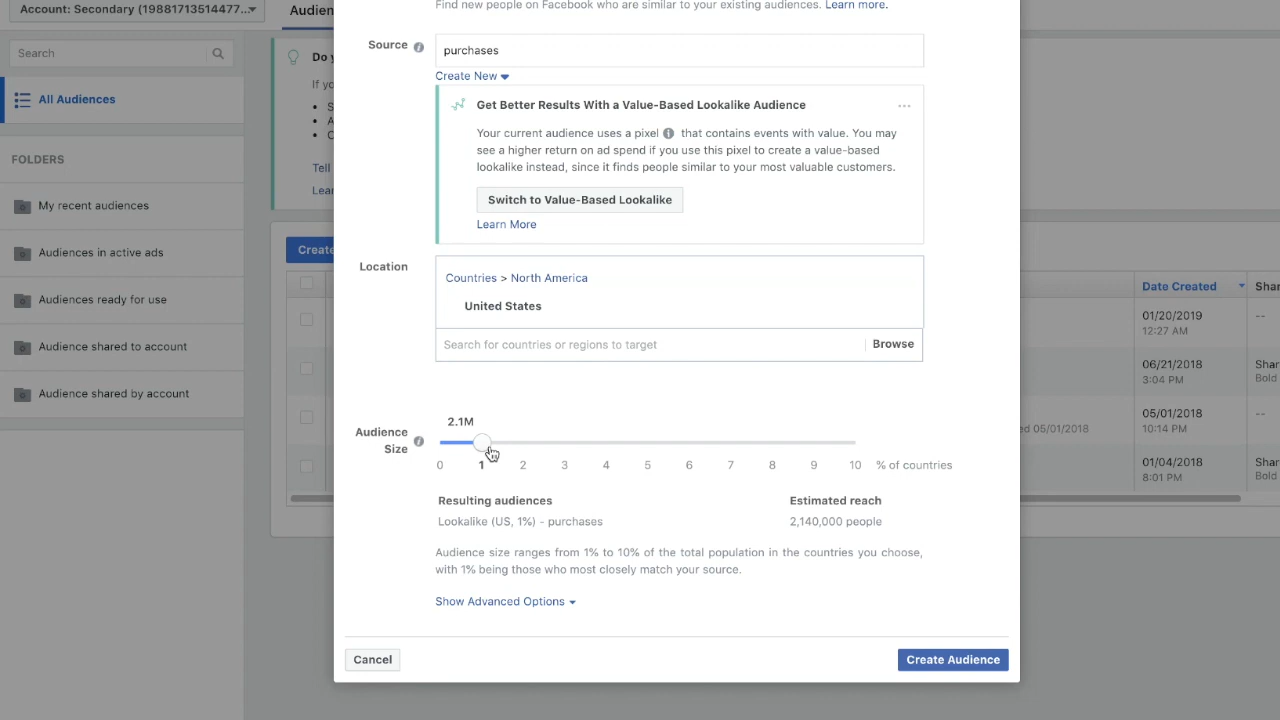 Account: Secondary (19881713514477...
Audien
Search
All Audiences
FOLDERS
My recent audiences
Audiences in active ads
Audiences ready for use
Audience shared to account
Audience shared by account
Do
If
Tell
Lear
Create
Find new people on Facebook who are similar to your existing audiences. Learn more.
Source
purchases
Create New
Get Better Results With a Value-Based Lookalike Audience
...
Your current audience uses a pixel that contains events with value. You may
see a higher return on ad spend if you use this pixel to create a value-based
lookalike instead, since it finds people similar to your most valuable customers.
Switch to Value-Based Lookalike
Learn More
Location
Countries > North America
United States
Search for countries or regions to target
Browse
2.1M
Audience
Size
0 1 2 3 4 5 6 7 8 9 10 % of countries
Resulting audiences
Estimated reach
Lookalike (US, 1%) - purchases
2,140,000 people
Audience size ranges from 1% to 10% of the total population in the countries you choose,
with 1% being those who most closely match your source.
Show Advanced Options
Cancel
Create Audience
Date Created
Shar
01/20/2019
12:27 AM
--
06/21/2018
3:04 PM
Shar
Bold
ed 05/01/2018
05/01/2018
10:14 PM
--
01/04/2018
8:01 PM
Shar
Bold